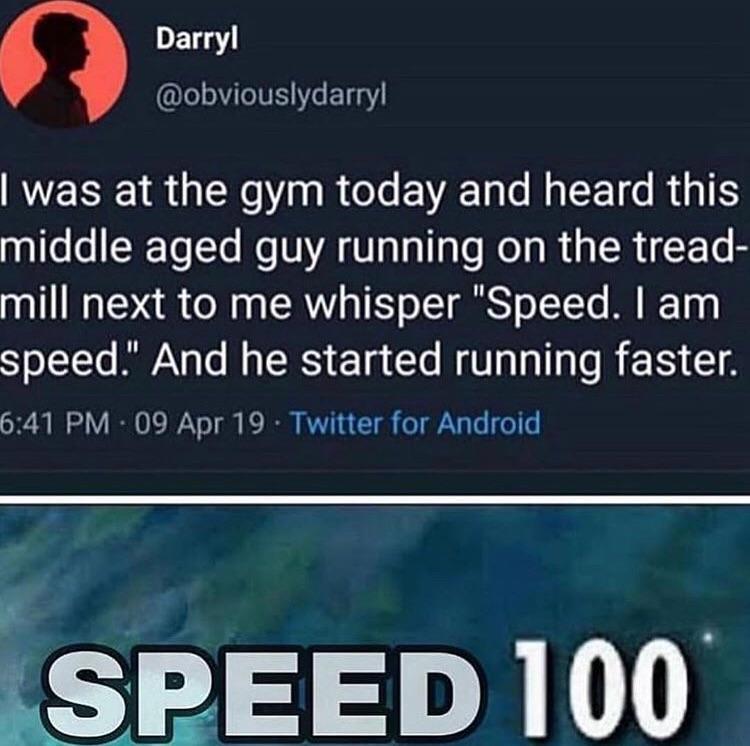 Darryl
@obviouslydarryl
I was at the gym today and heard this
middle aged guy running on the tread-
mill next to me whisper "Speed. I am
speed." And he started running faster.
6:41 PM · 09 Apr 19 · Twitter for Android
SPEED 100